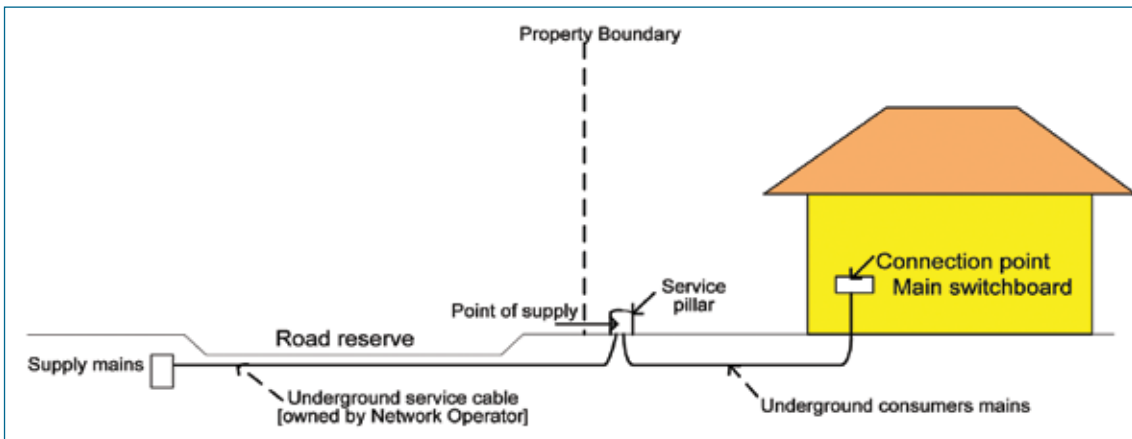 Property Boundary
Connection point
Main switchboard
Service
pillar
Point of supply
Road reserve
Supply mains
Underground service cable
[owned by Network Operator]
Underground consumers mains